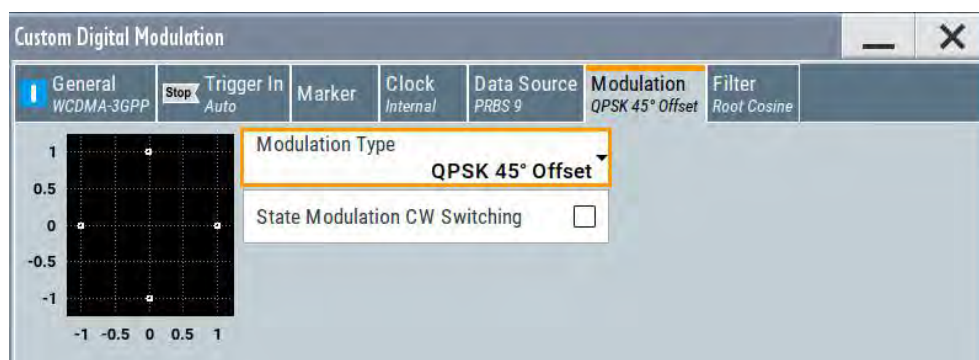 Custom Digital Modulation
General
WCDMA-3GPP
Stop
Trigger In
Auto
Marker
Clock
Internal
Data Source
PRBS 9
Modulation
QPSK 45° Offset
Filter
Root Cosine
Modulation Type
QPSK 45° Offset
State Modulation CW Switching
1
0.5
0
-0.5
-1
-1 -0.5 0 0.5 1